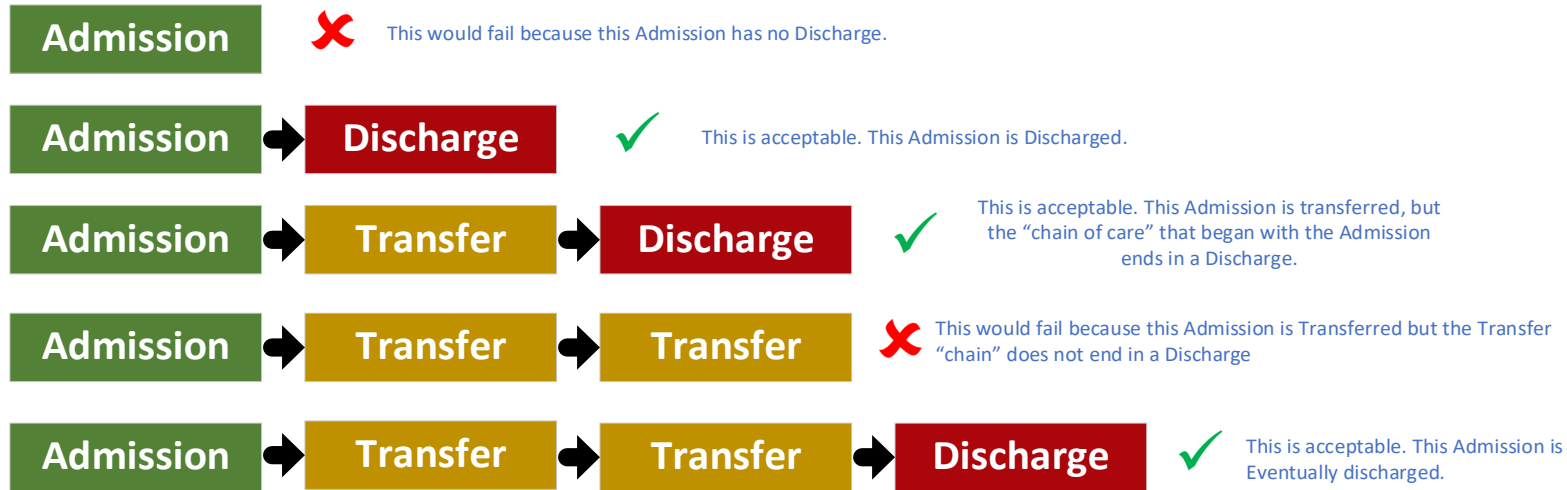 Admission
This would fail because this Admission has no Discharge.
Admission
Discharge
This is acceptable. This Admission is Discharged.
Admission
Transfer
Discharge
This is acceptable. This Admission is transferred, but
the “chain of care” that began with the Admission
ends in a Discharge.
Admission
Transfer
Transfer
This would fail because this Admission is Transferred but the Transfer
“chain” does not end in a Discharge
Admission
Transfer
Transfer
Discharge
This is acceptable. This Admission is
Eventually discharged.